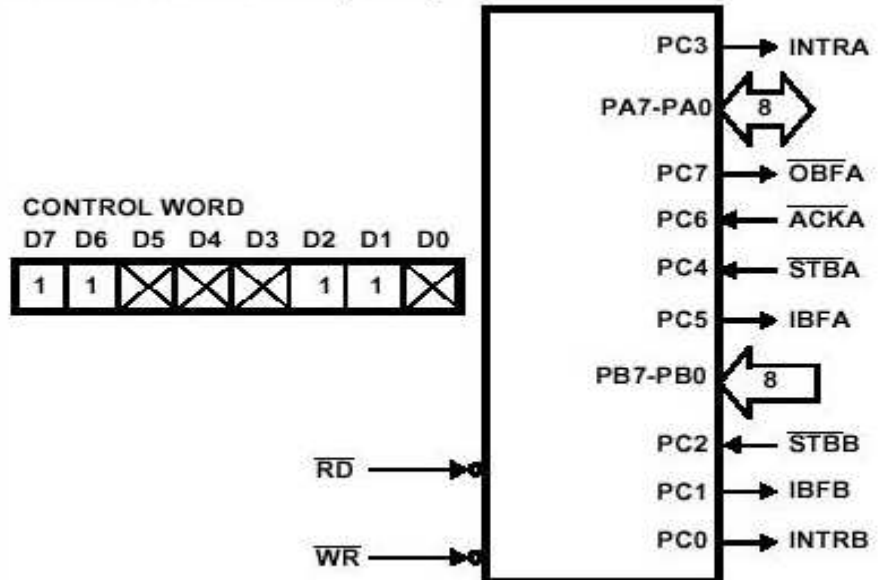 PC3 INTRA
PA7-PA0 8
PC7 OBFA
CONTROL WORD
PC6 ACKA
D7 D6 D5 D4 D3 D2 D1 D0
1 1 1 1
PC4 STBA
PC5 IBFA
PB7-PB0 8
PC2 STBB
RD
PC1 IBFB
PC0 INTRB
WR